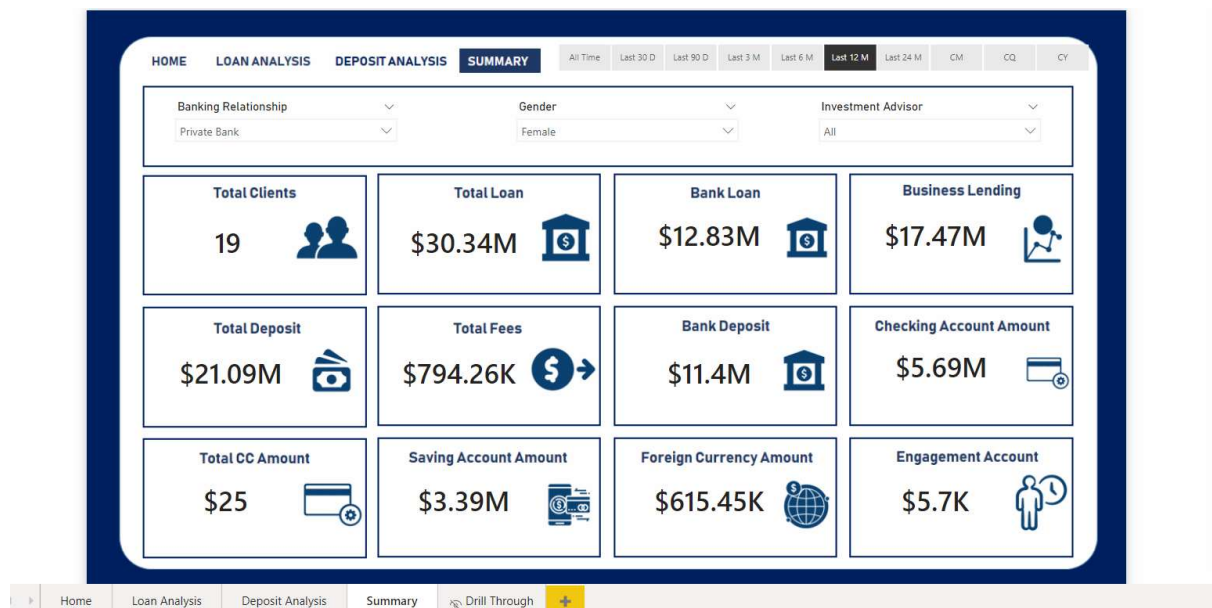 HOME LOAN ANALYSIS DEPOSIT ANALYSIS SUMMARY All Time Last 30 D Last 90 D Last 3 M Last 6 M Last 12 M Last 24 M CM CQ CY
Banking Relationship Gender Investment Advisor
Private Bank Female All
Total Clients Total Loan Bank Loan Business Lending
19 $30.34M $12.83M $17.47M
Total Deposit Total Fees Bank Deposit Checking Account Amount
$21.09M $794.26K $11.4M $5.69M
Total CC Amount Saving Account Amount Foreign Currency Amount Engagement Account
$25 $3.39M $615.45K $5.7K
Home Loan Analysis Deposit Analysis Summary Drill Through +